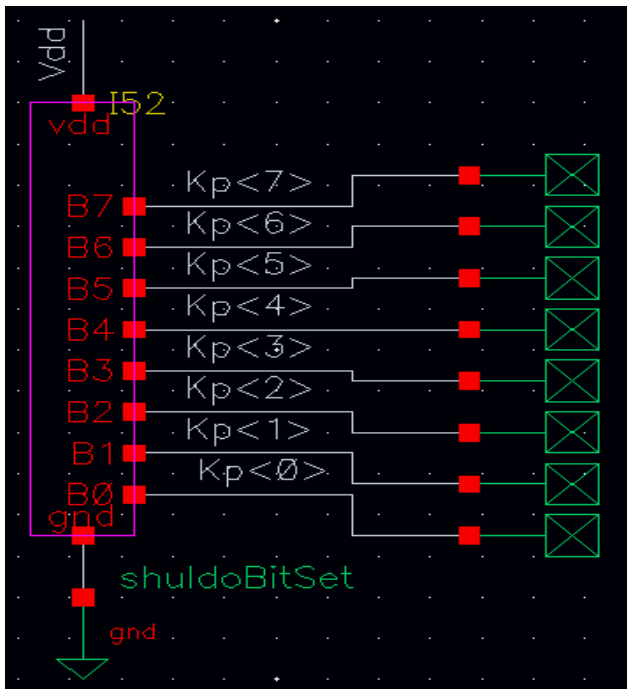 Vdd
I52
vdd
Kp<7>
B7
Kp<6>
B6
Kp<5>
B5
Kp<4>
B4
Kp<3>
B3
Kp<2>
B2
Kp<1>
B1
Kp<0>
B0
gnd
shuldoBitSet
gnd